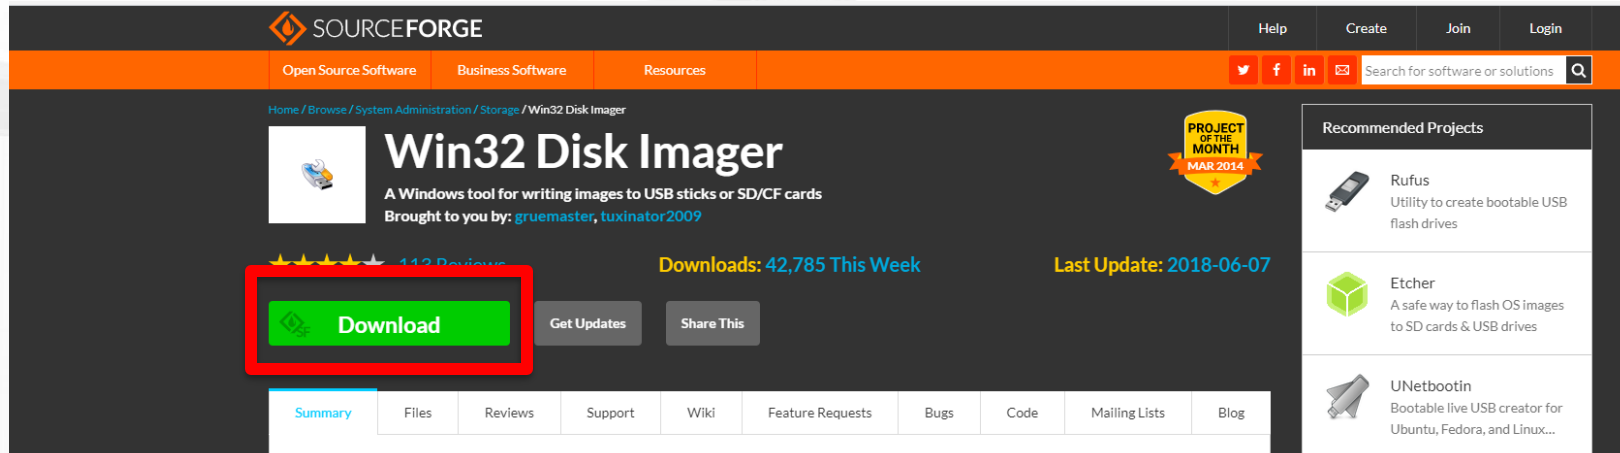 SOURCEFORGE
Help
Create
Join
Login
Open Source Software
Business Software
Resources
Search for software or solutions
Home / Browse / System Administration / Storage / Win32 Disk Imager
Win32 Disk Imager
A Windows tool for writing images to USB sticks or SD/CF cards
Brought to you by: gruemaster, tuxinator2009
PROJECT
OF THE
MONTH
MAR 2014
113 Reviews
Downloads: 42,785 This Week
Last Update: 2018-06-07
Download
Get Updates
Share This
Summary
Files
Reviews
Support
Wiki
Feature Requests
Bugs
Code
Mailing Lists
Blog
Recommended Projects
Rufus
Utility to create bootable USB
flash drives
Etcher
A safe way to flash OS images
to SD cards & USB drives
UNetbootin
Bootable live USB creator for
Ubuntu, Fedora, and Linux...